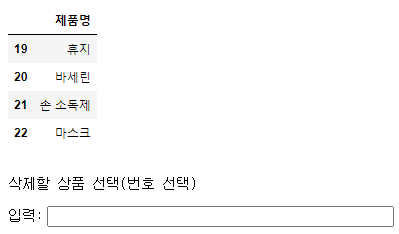 제품명
19 휴지
20 바세린
21 손 소독제
22 마스크
삭제할 상품 선택(번호 선택)
입력: